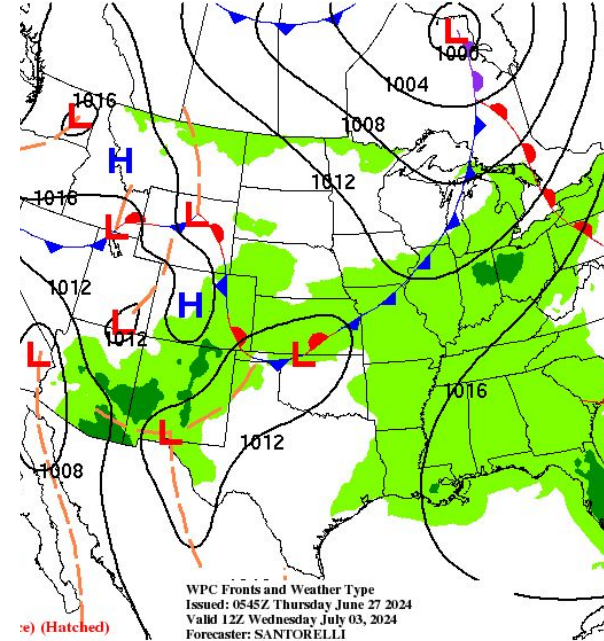 L
1000
1004
1016
L
1008
H
1012
1016
L
L
1012
H
L
1012
L
L
1016
1012
L
1008
WPC Fronts and Weather Type
Issued: 0545Z Thursday June 27 2024
Valid 12Z Wednesday July 03, 2024
ce) (Hatched)
Forecaster: SANTORELLI